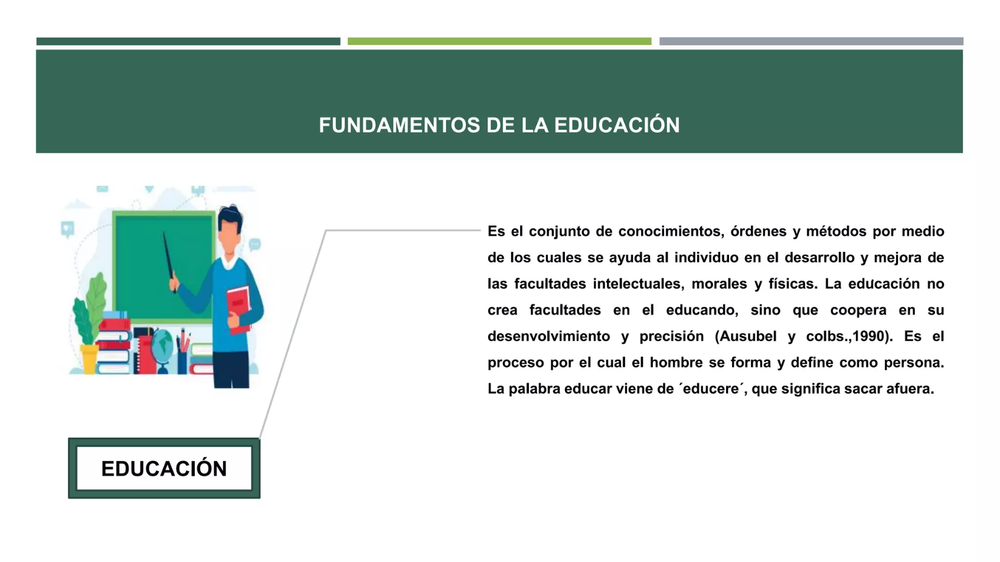 FUNDAMENTOS DE LA EDUCACIÓN
Es el conjunto de conocimientos, órdenes y métodos por medio
de los cuales se ayuda al individuo en el desarrollo y mejora de
las facultades intelectuales, morales y físicas. La educación no
crea facultades en el educando, sino que coopera en su
desenvolvimiento y precisión (Ausubel y colbs.,1990). Es el
proceso por el cual el hombre se forma y define como persona.
La palabra educar viene de ´educere´, que significa sacar afuera.
EDUCACIÓN